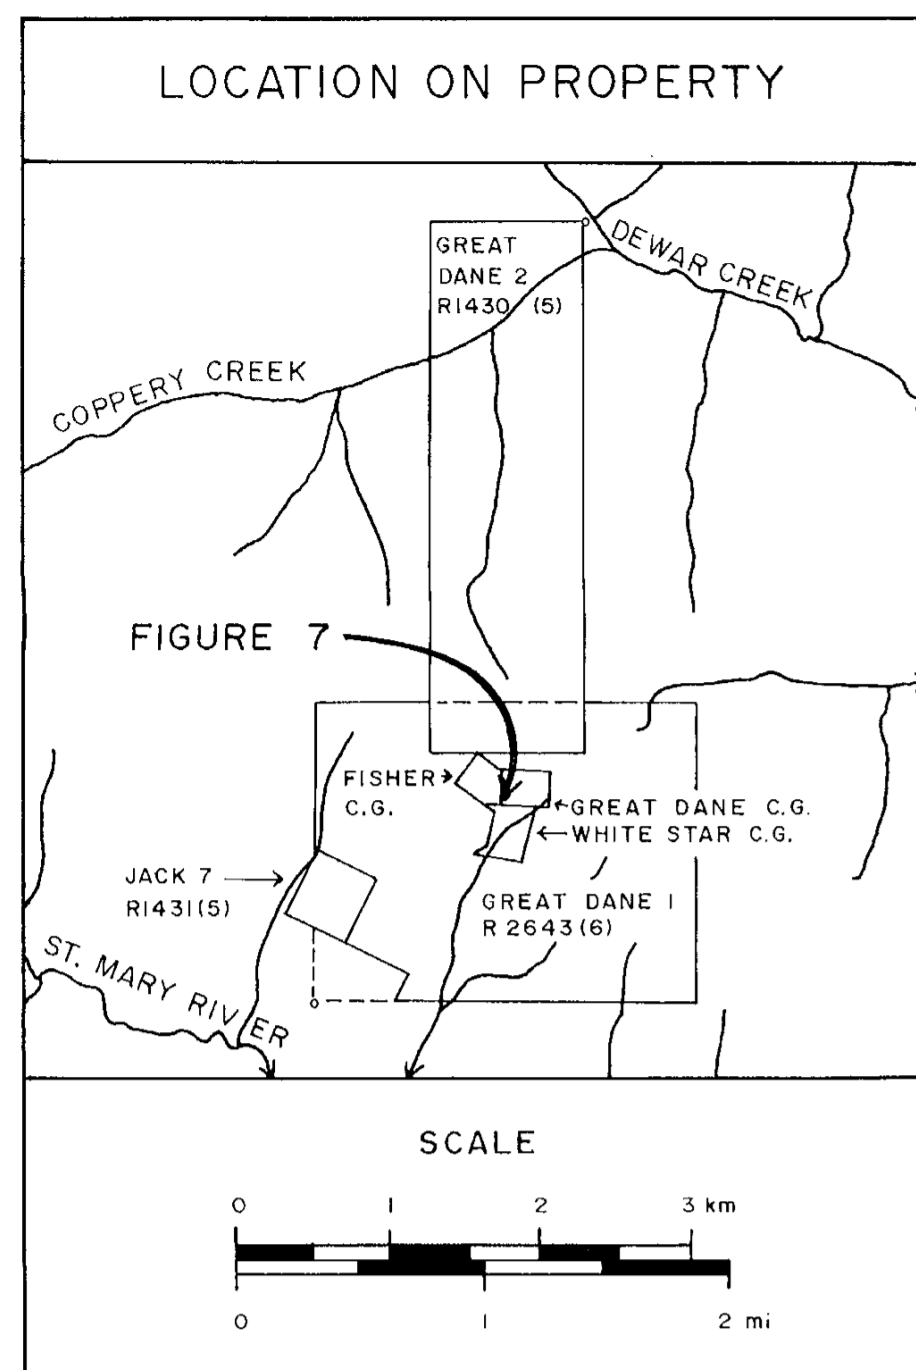 LOCATION ON PROPERTY
GREAT
DANE 2
R1430 (5)
DEWAR CREEK
COPPERY CREEK
FIGURE 7
FISHER
C.G.
GREAT DANE C.G.
WHITE STAR C.G.
JACK 7
R1431(5)
GREAT DANE 1
R 2643(6)
ST. MARY RIVER
SCALE
0 1 2 3 km
0 1 2 mi